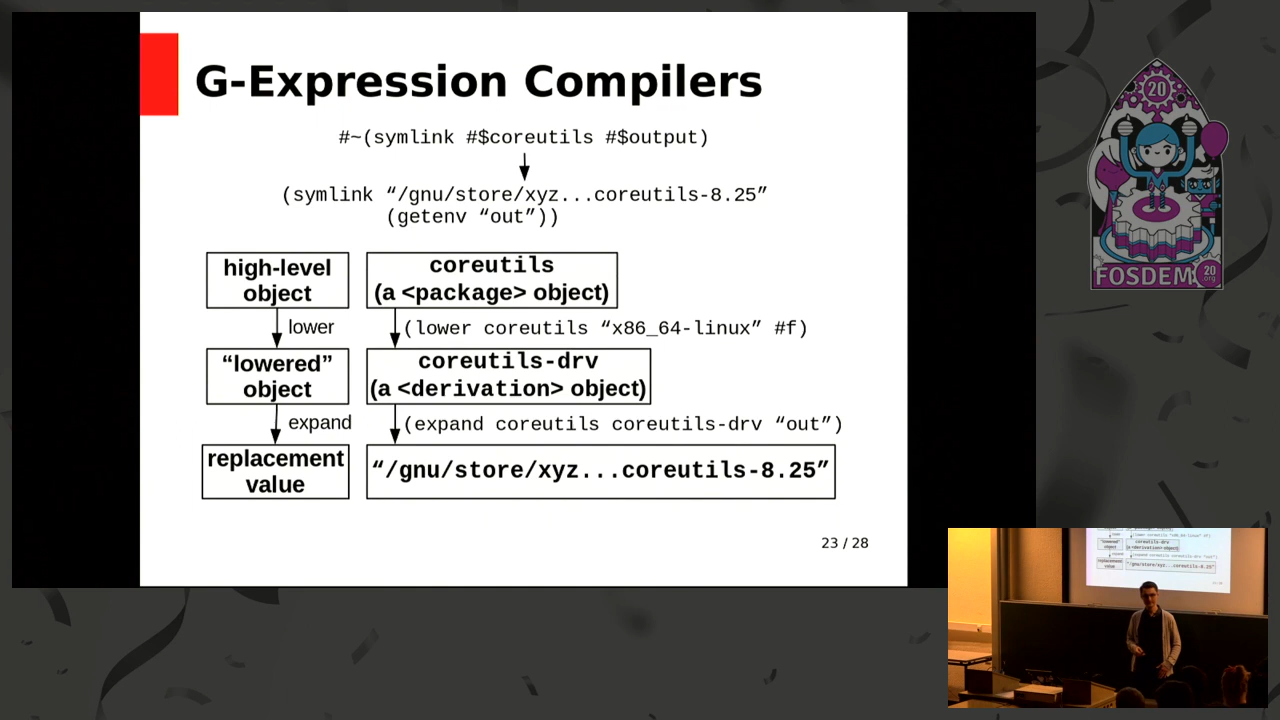 G-Expression Compilers
#~(symlink #$coreutils #$output)
(symlink “/gnu/store/xyz...coreutils-8.25”
(getenv “out”))
high-level
object
coreutils
(a <package> object)
lower
(lower coreutils “x86_64-linux” #f)
“lowered”
object
coreutils-drv
(a <derivation> object)
expand
(expand coreutils coreutils-drv “out”)
replacement
value
“/gnu/store/xyz...coreutils-8.25”
23 / 28
20
FOSDEM
20
.org